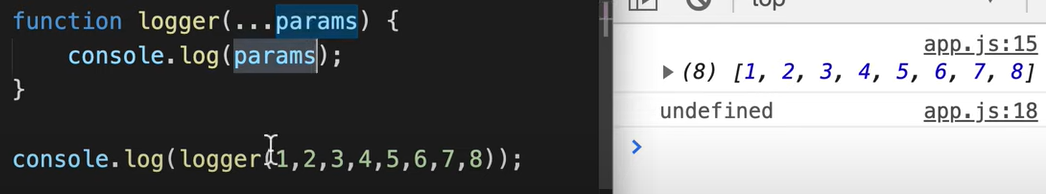 function logger(...params) {
console.log(params);
}
console.log(logger(1,2,3,4,5,6,7,8));
top
app.js:15
▶ (8) [1, 2, 3, 4, 5, 6, 7, 8]
undefined app.js:18